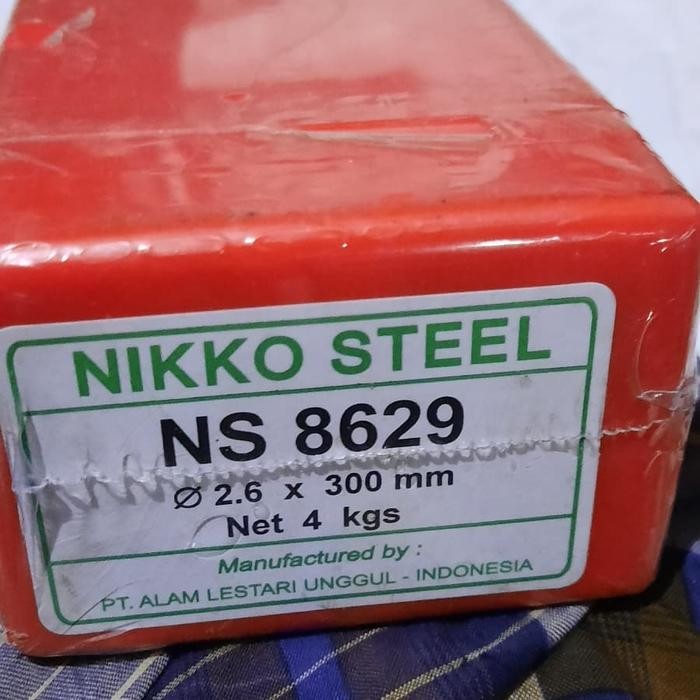 NIKKO STEEL
NS 8629
Ø 2.6 x 300 mm
Net 4 kgs
Manufactured by :
PT. ALAM LESTARI UNGGUL - INDONESIA